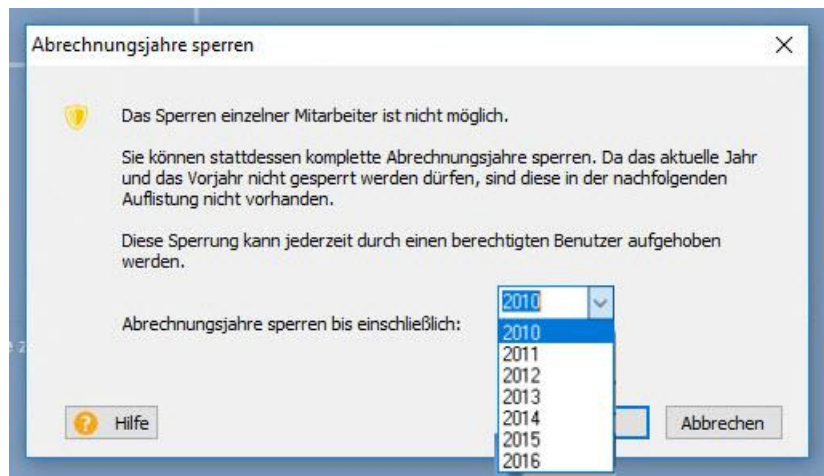 Abrechnungsjahre sperren
Das Sperren einzelner Mitarbeiter ist nicht möglich.
Sie können stattdessen komplette Abrechnungsjahre sperren. Da das aktuelle Jahr
und das Vorjahr nicht gesperrt werden dürfen, sind diese in der nachfolgenden
Auflistung nicht vorhanden.
Diese Sperrung kann jederzeit durch einen berechtigten Benutzer aufgehoben
werden.
Abrechnungsjahre sperren bis einschließlich:
2010
2010
2011
2012
2013
2014
2015
2016
Hilfe
Abbrechen